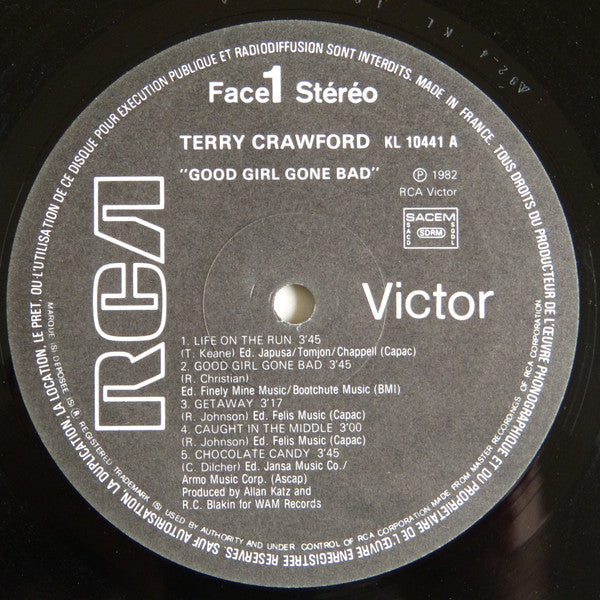 DROITS DU PRODUCTEUR DE L'ŒUVRE PHONOGRAPHIQUE ET DU PROPRIETAIRE DE L'ŒUVRE ENREGISTREE RESERVES. SAUF AUTORISATION, LA DUPLICATION, LA LOCATION, LE PRET, OU L'UTILISATION DE CE DISQUE POUR EXECUTION PUBLIQUE ET RADIODIFFUSION SONT INTERDITS. MADE IN FRANCE. TOUS
Face 1 Stéréo
TERRY CRAWFORD KL 10441 A
"GOOD GIRL GONE BAD"
Ⓟ 1982
RCA Victor
SACEM
SACD
SDRM
SGDL
RCA
Victor
1. LIFE ON THE RUN 3'45
(T. Keane) Ed. Japusa/Tomjon/Chappell (Capac)
2. GOOD GIRL GONE BAD 3'45
(R. Christian)
Ed. Finely Mine Music/Bootchute Music (BMI)
3. GETAWAY 3'17
(R. Johnson) Ed. Felis Music (Capac)
4. CAUGHT IN THE MIDDLE 3'00
(R. Johnson) Ed. Felis Music (Capac)
5. CHOCOLATE CANDY 3'45
(C. Dilcher) Ed. Jansa Music Co./
Armo Music Corp. (Ascap)
Produced by Allan Katz and
R.C. Blakin for WAM Records
MARQUE (S) DEPOSEE (S) ® REGISTER(ED TRADEMARK (S) USED BY AUTHORITY AND UNDER CONTROL OF RCA CORPORATION MADE FROM MASTER RECORDINGS OF RCA CORPORATION